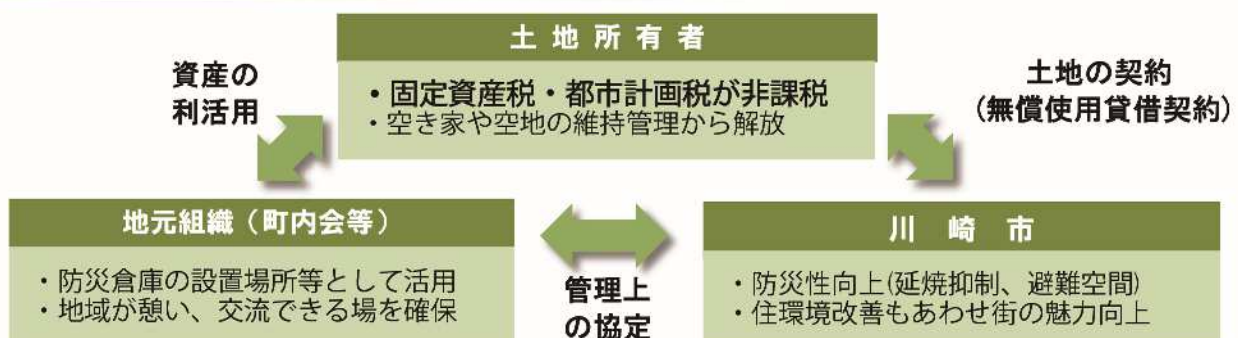 土地所有者
・固定資産税・都市計画税が非課税
・空き家や空地の維持管理から解放
資産の
利活用
土地の契約
(無償使用貸借契約)
地元組織（町内会等）
・防災倉庫の設置場所等として活用
・地域が憩い、交流できる場を確保
管理上
の協定
川崎市
・防災性向上(延焼抑制、避難空間)
・住環境改善もあわせ街の魅力向上